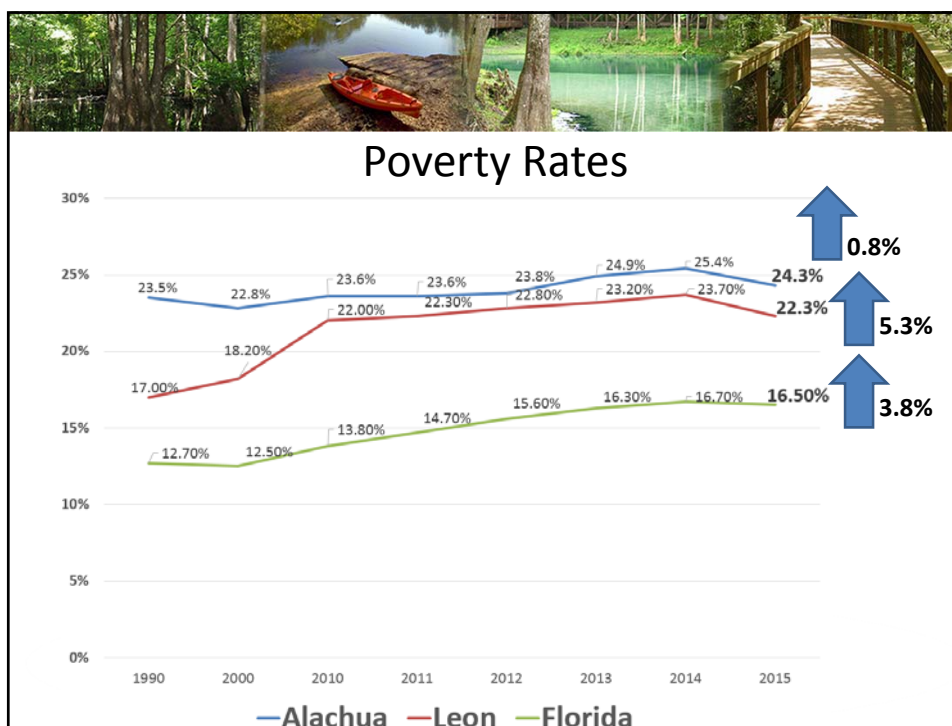 Poverty Rates
30%
0.8%
25%
23.5% 22.8% 23.6% 23.6% 23.8% 24.9% 25.4% 24.3%
5.3%
20%
17.00% 18.20% 22.00% 22.30% 22.80% 23.20% 23.70% 22.3%
3.8%
15%
12.70% 12.50% 13.80% 14.70% 15.60% 16.30% 16.70% 16.50%
10%
5%
0%
1990 2000 2010 2011 2012 2013 2014 2015
Alachua Leon Florida